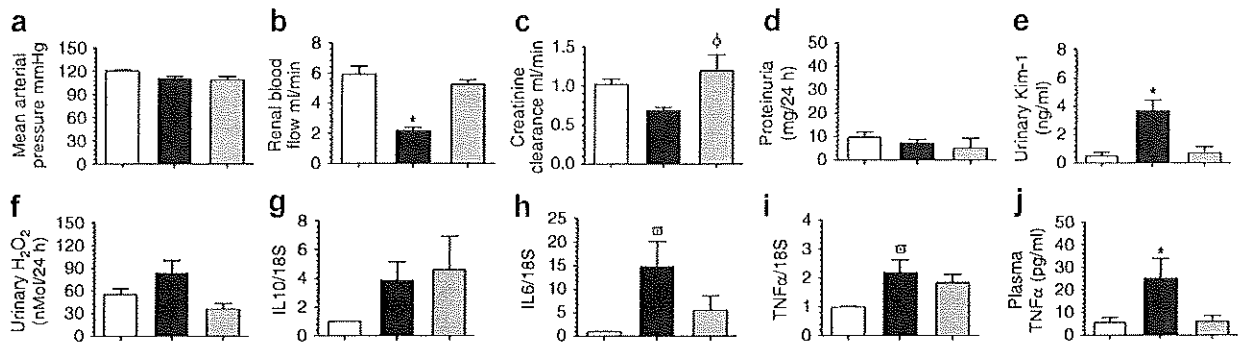 a
Mean arterial
pressure mmHg
150
120
90
60
30
0
b
Renal blood
flow ml/min
8
6
4
2
0
*
c
Creatinine
clearance ml/min
1.5
1.0
0.5
0.0
ϕ
d
Proteinuria
(mg/24 h)
50
40
30
20
10
0
e
Urinary Kim-1
(ng/ml)
8
6
4
2
0
*
f
Urinary H₂O₂
(nMol/24 h)
150
120
90
60
30
0
g
IL10/18S
8
6
4
2
0
h
IL6/18S
25
20
15
10
5
0
i
TNFα/18S
4
3
2
1
0
j
Plasma
TNFα (pg/ml)
50
40
30
20
10
0
*